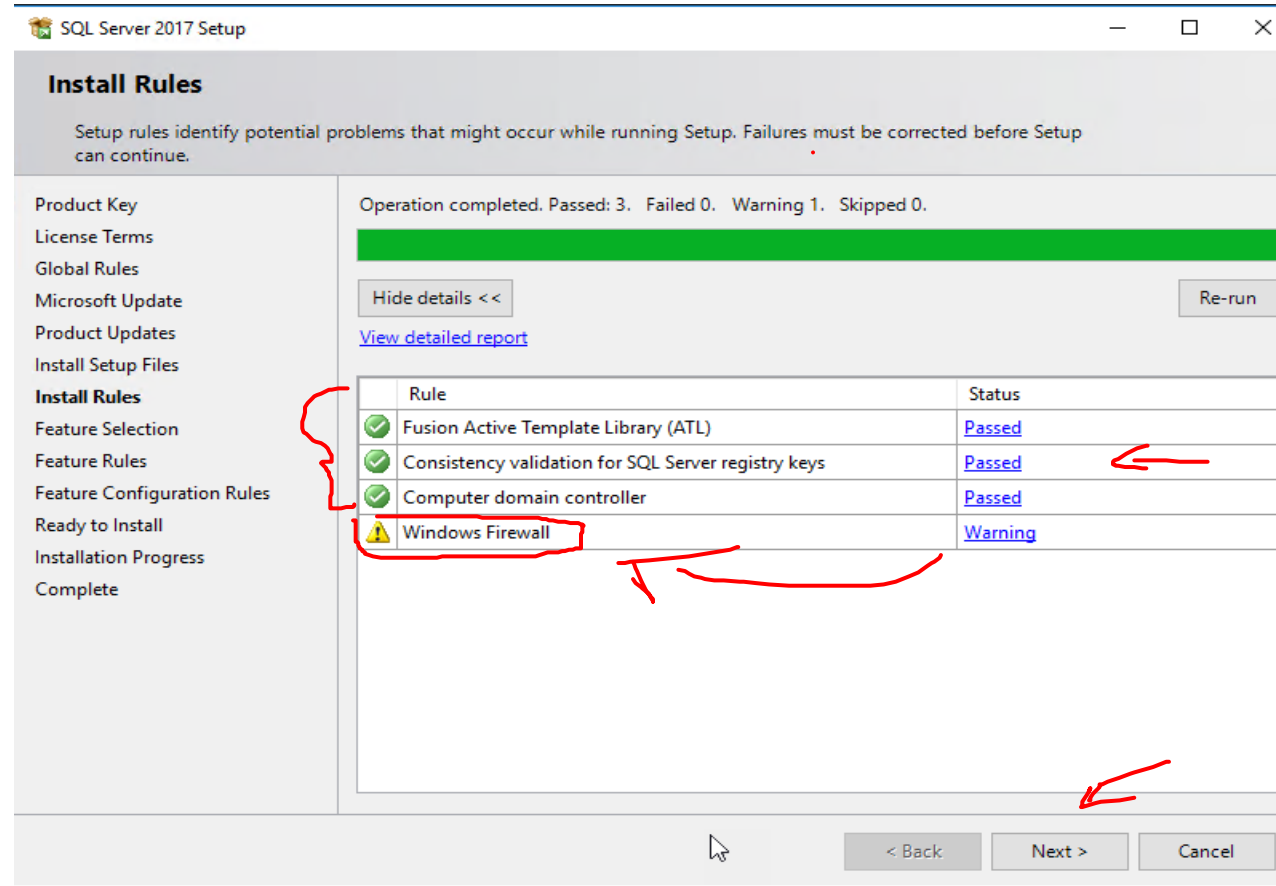 SQL Server 2017 Setup
Install Rules
Setup rules identify potential problems that might occur while running Setup. Failures must be corrected before Setup
can continue.
Product Key
License Terms
Global Rules
Microsoft Update
Product Updates
Install Setup Files
Install Rules
Feature Selection
Feature Rules
Feature Configuration Rules
Ready to Install
Installation Progress
Complete
Operation completed. Passed: 3. Failed 0. Warning 1. Skipped 0.
Hide details <<
Re-run
View detailed report
Rule Status
Fusion Active Template Library (ATL) Passed
Consistency validation for SQL Server registry keys Passed
Computer domain controller Passed
Windows Firewall Warning
< Back Next > Cancel